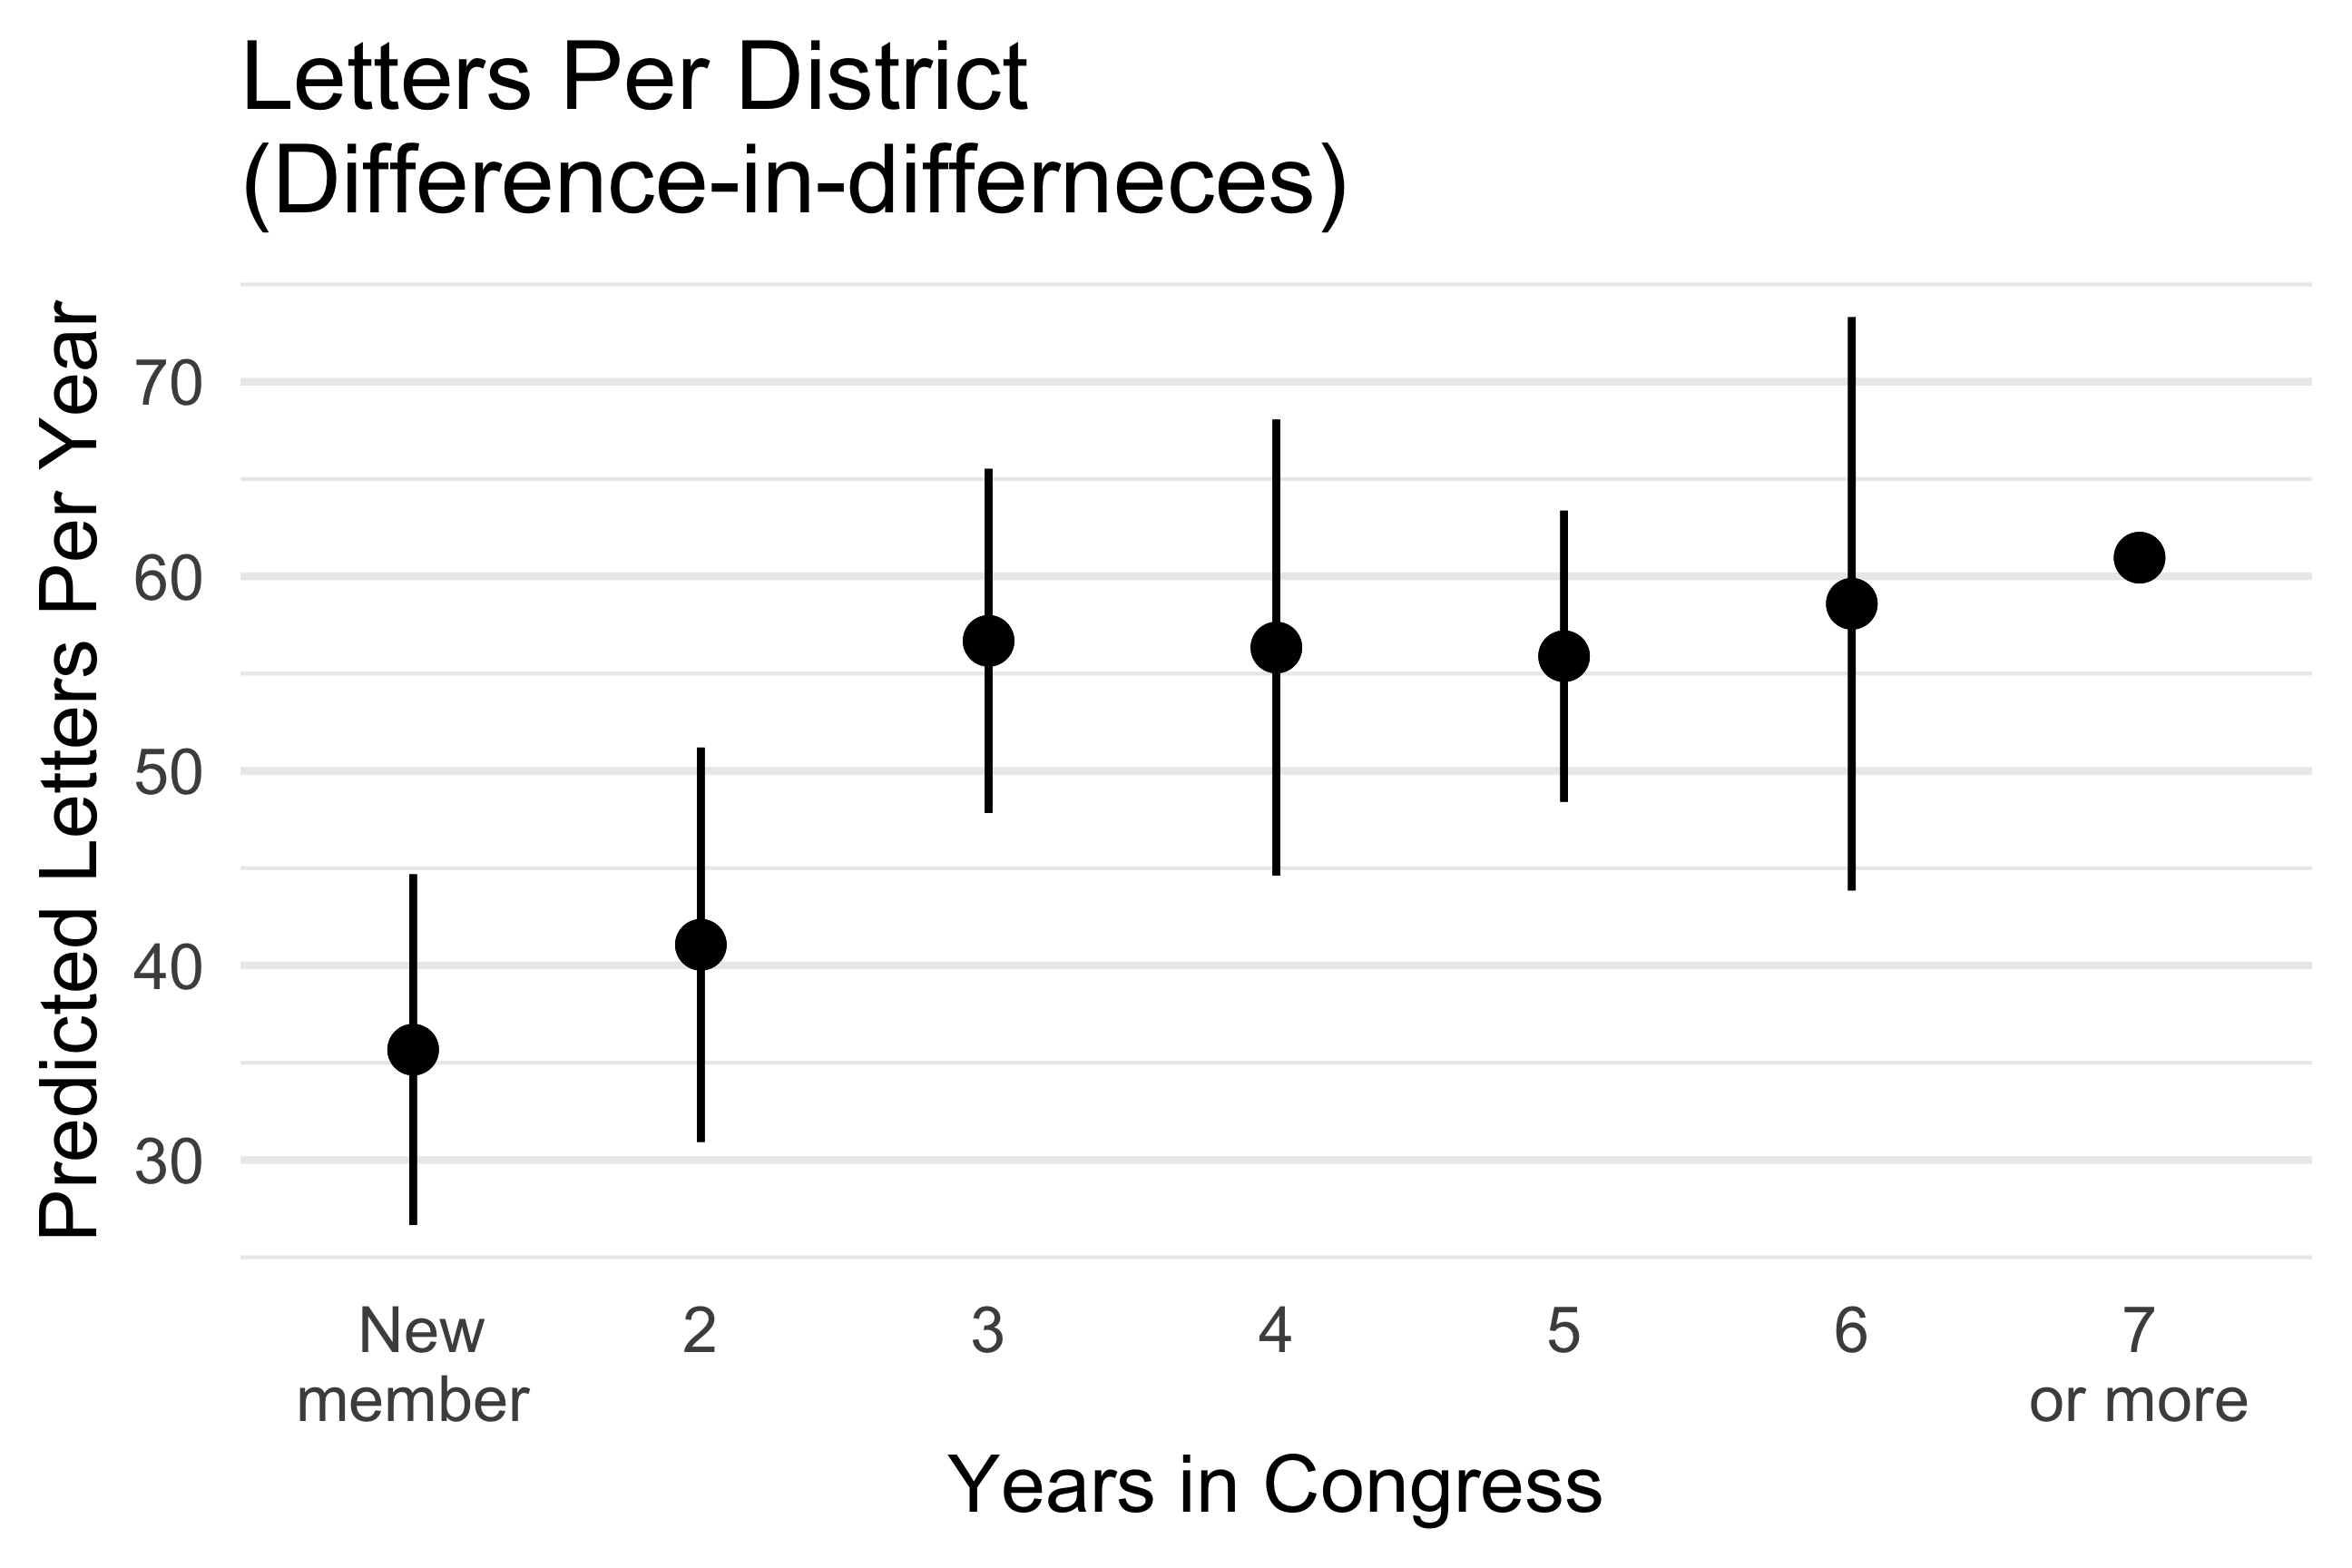 Letters Per District
(Difference-in-differneces)
Predicted Letters Per Year
70
60
50
40
30
New
member
2
3
4
5
6
7
or more
Years in Congress